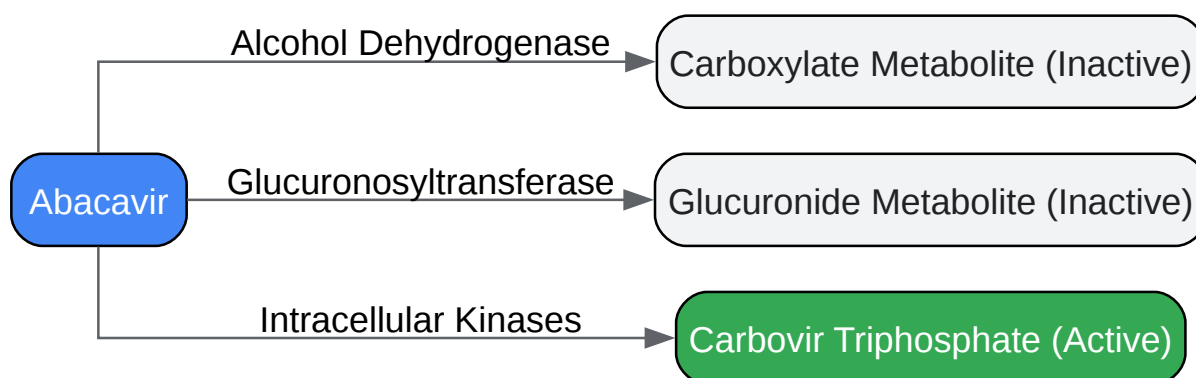 Alcohol Dehydrogenase
Carboxylate Metabolite (Inactive)
Abacavir
Glucuronosyltransferase
Glucuronide Metabolite (Inactive)
Intracellular Kinases
Carbovir Triphosphate (Active)